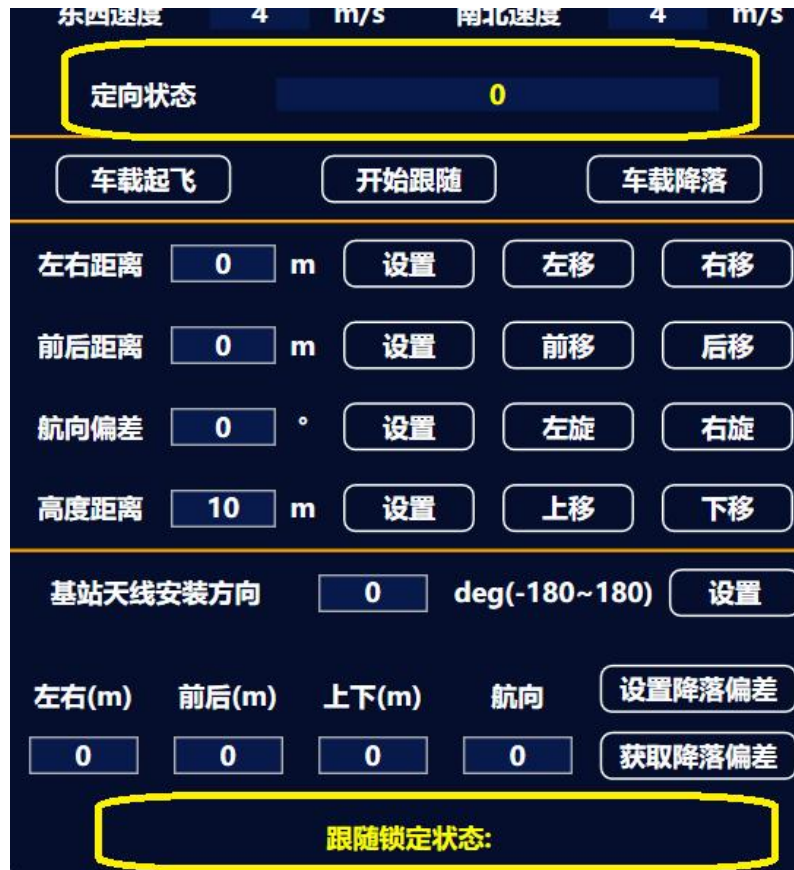 东西速度 4 m/s 南北速度 4 m/s
定向状态 0
车载起飞 开始跟随 车载降落
左右距离 0 m 设置 左移 右移
前后距离 0 m 设置 前移 后移
航向偏差 0 ° 设置 左旋 右旋
高度距离 10 m 设置 上移 下移
基站天线安装方向 0 deg(-180~180) 设置
左右(m) 前后(m) 上下(m) 航向 设置降落偏差
0 0 0 0 获取降落偏差
跟随锁定状态: